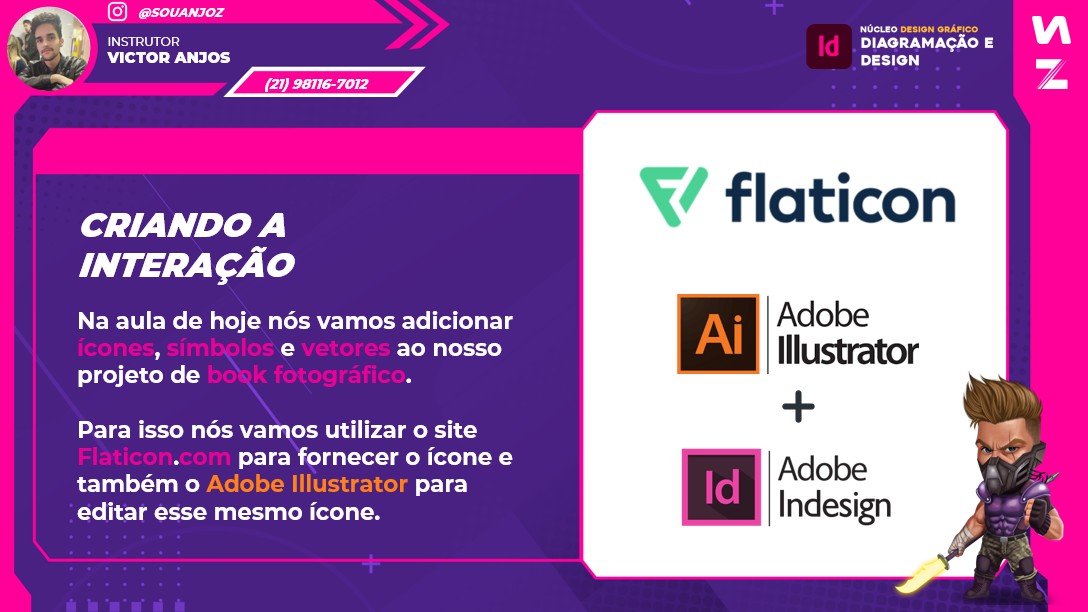 @SOUANJOZ
INSTRUTOR
VICTOR ANJOS
(21) 98116-7012
NÚCLEO DESIGN GRÁFICO
Id
DIAGRAMAÇÃO E
DESIGN
CRIANDO A
INTERAÇÃO
Na aula de hoje nós vamos adicionar
ícones, símbolos e vetores ao nosso
projeto de book fotográfico.
Para isso nós vamos utilizar o site
Flaticon.com para fornecer o ícone e
também o Adobe Illustrator para
editar esse mesmo ícone.
flaticon
Ai
Adobe
Illustrator
+
Id
Adobe
Indesign